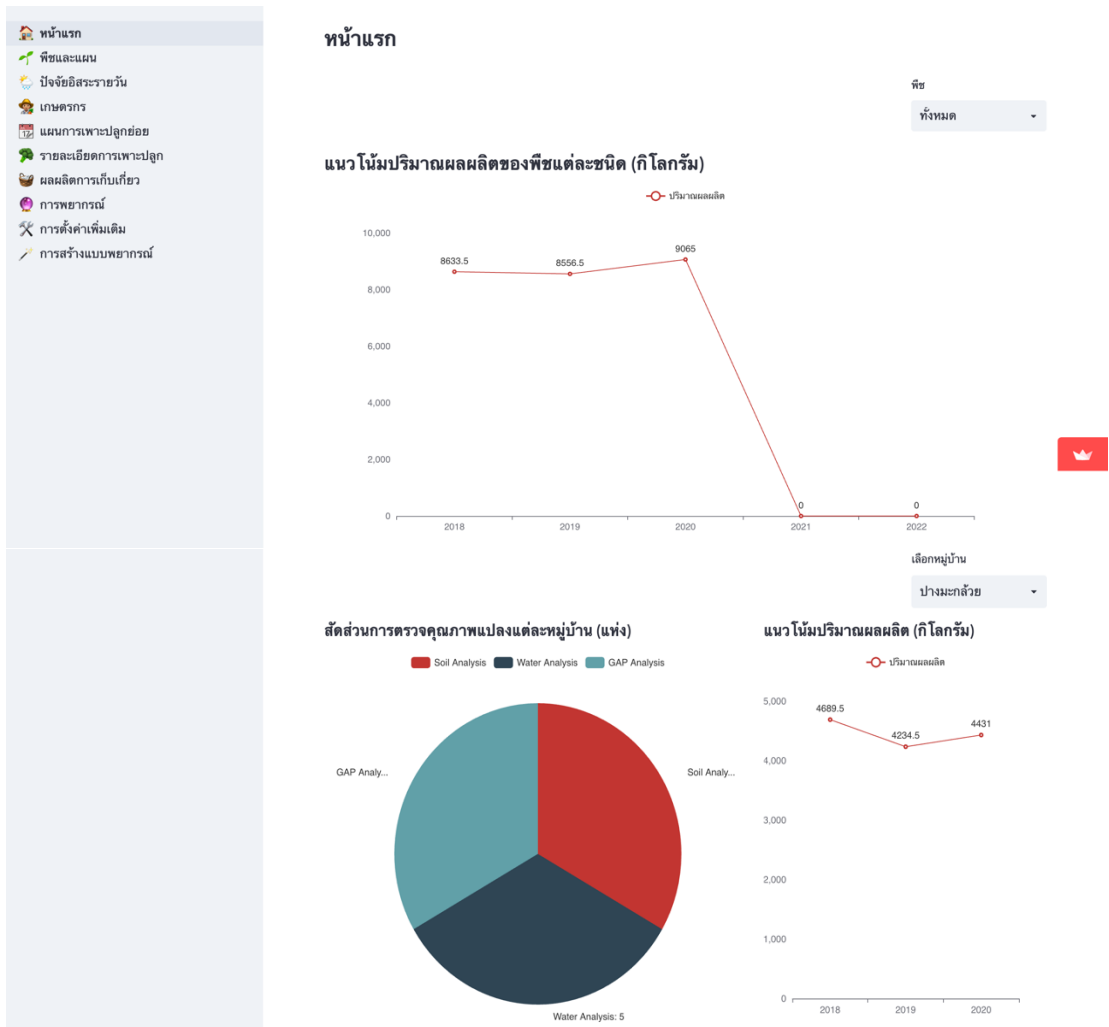 หน้าแรก
พืชและแผน
ปัจจัยอิสระรายวัน
เกษตรกร
แผนการเพาะปลูกย่อย
รายละเอียดการเพาะปลูก
ผลผลิตการเก็บเกี่ยว
การพยากรณ์
การตั้งค่าเพิ่มเติม
การสร้างแบบพยากรณ์
หน้าแรก
พืช
ทั้งหมด
แนวโน้มปริมาณผลผลิตของพืชแต่ละชนิด (กิโลกรัม)
ปริมาณผลผลิต
10,000
8,000
6,000
4,000
2,000
0
8633.5
8556.5
9065
0
0
2018
2019
2020
2021
2022
เลือกหมู่บ้าน
ปางมะกล้วย
สัดส่วนการตรวจคุณภาพแปลงแต่ละหมู่บ้าน (แห่ง)
Soil Analysis
Water Analysis
GAP Analysis
GAP Analy...
Soil Analy...
Water Analysis: 5
แนวโน้มปริมาณผลผลิต (กิโลกรัม)
ปริมาณผลผลิต
5,000
4,000
3,000
2,000
1,000
0
4689.5
4234.5
4431
2018
2019
2020